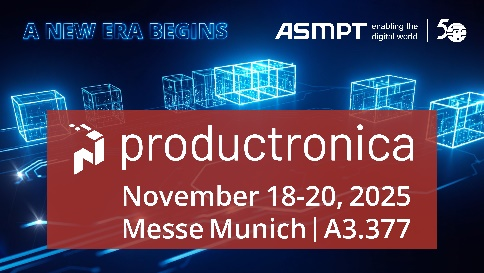 A NEW ERA BEGINS
ASMPT enabling the
digital world
50
productronica
November 18-20, 2025
Messe Munich | A3.377